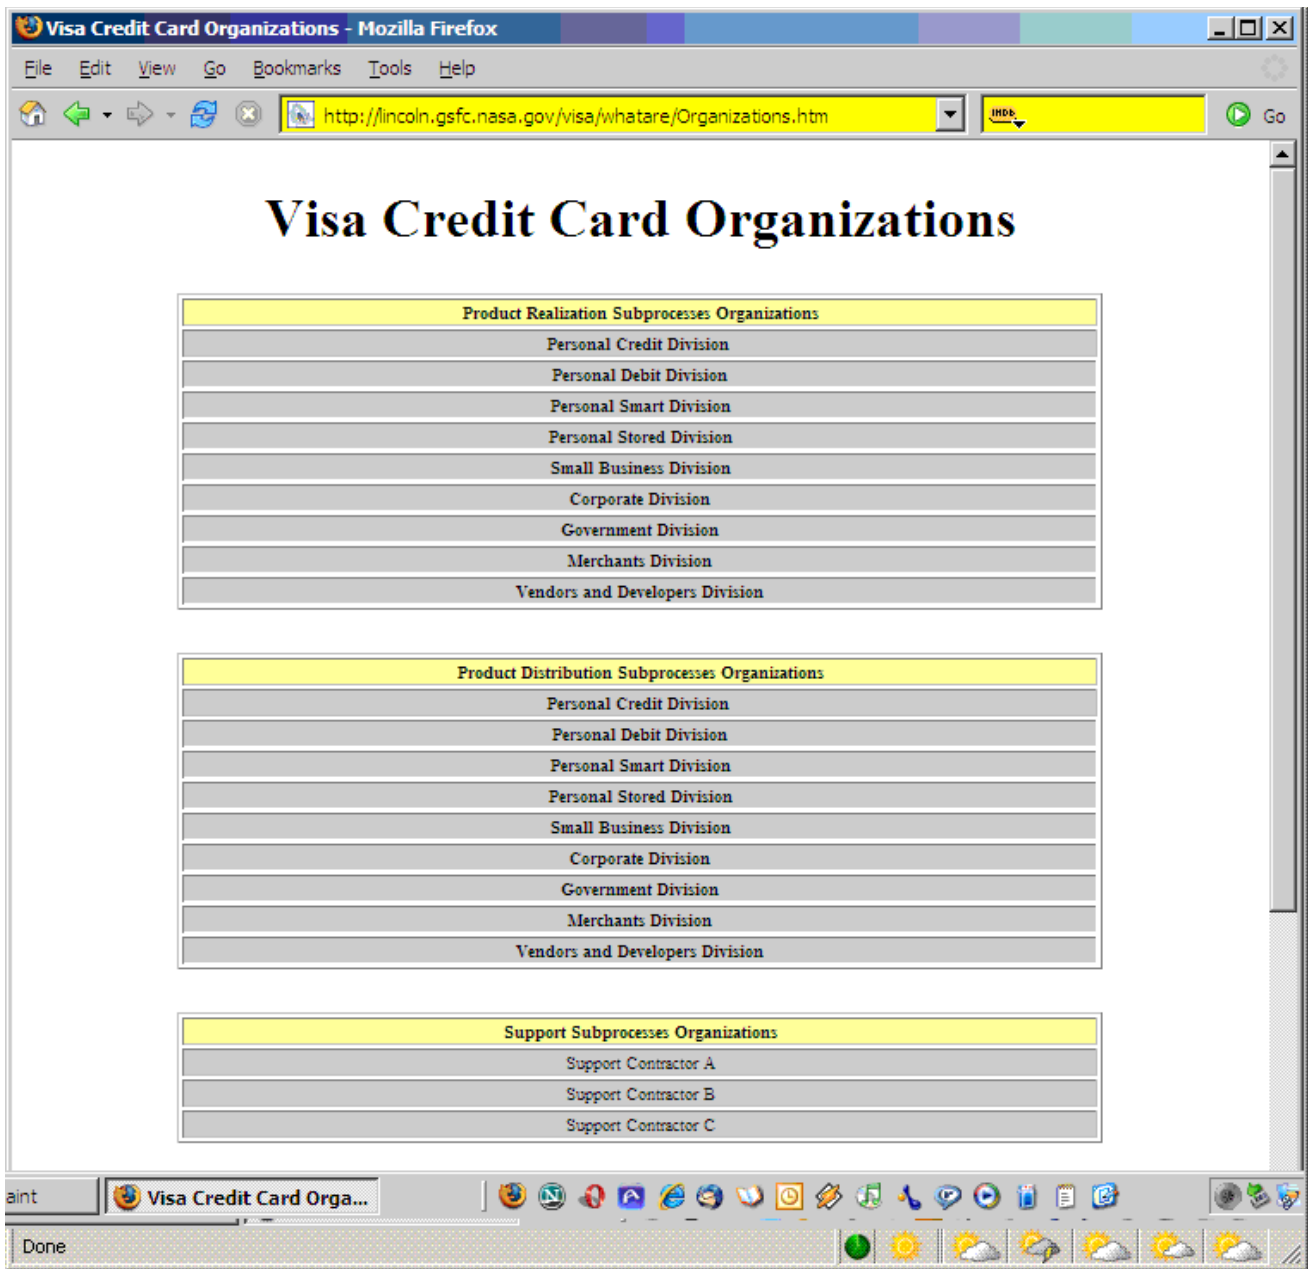 Visa Credit Card Organizations - Mozilla Firefox
File Edit View Go Bookmarks Tools Help
http://lincoln.gsfc.nasa.gov/visa/whatare/Organizations.htm IMDb Go
Visa Credit Card Organizations
Product Realization Subprocesses Organizations
Personal Credit Division
Personal Debit Division
Personal Smart Division
Personal Stored Division
Small Business Division
Corporate Division
Government Division
Merchants Division
Vendors and Developers Division
Product Distribution Subprocesses Organizations
Personal Credit Division
Personal Debit Division
Personal Smart Division
Personal Stored Division
Small Business Division
Corporate Division
Government Division
Merchants Division
Vendors and Developers Division
Support Subprocesses Organizations
Support Contractor A
Support Contractor B
Support Contractor C
aint Visa Credit Card Orga...
Done